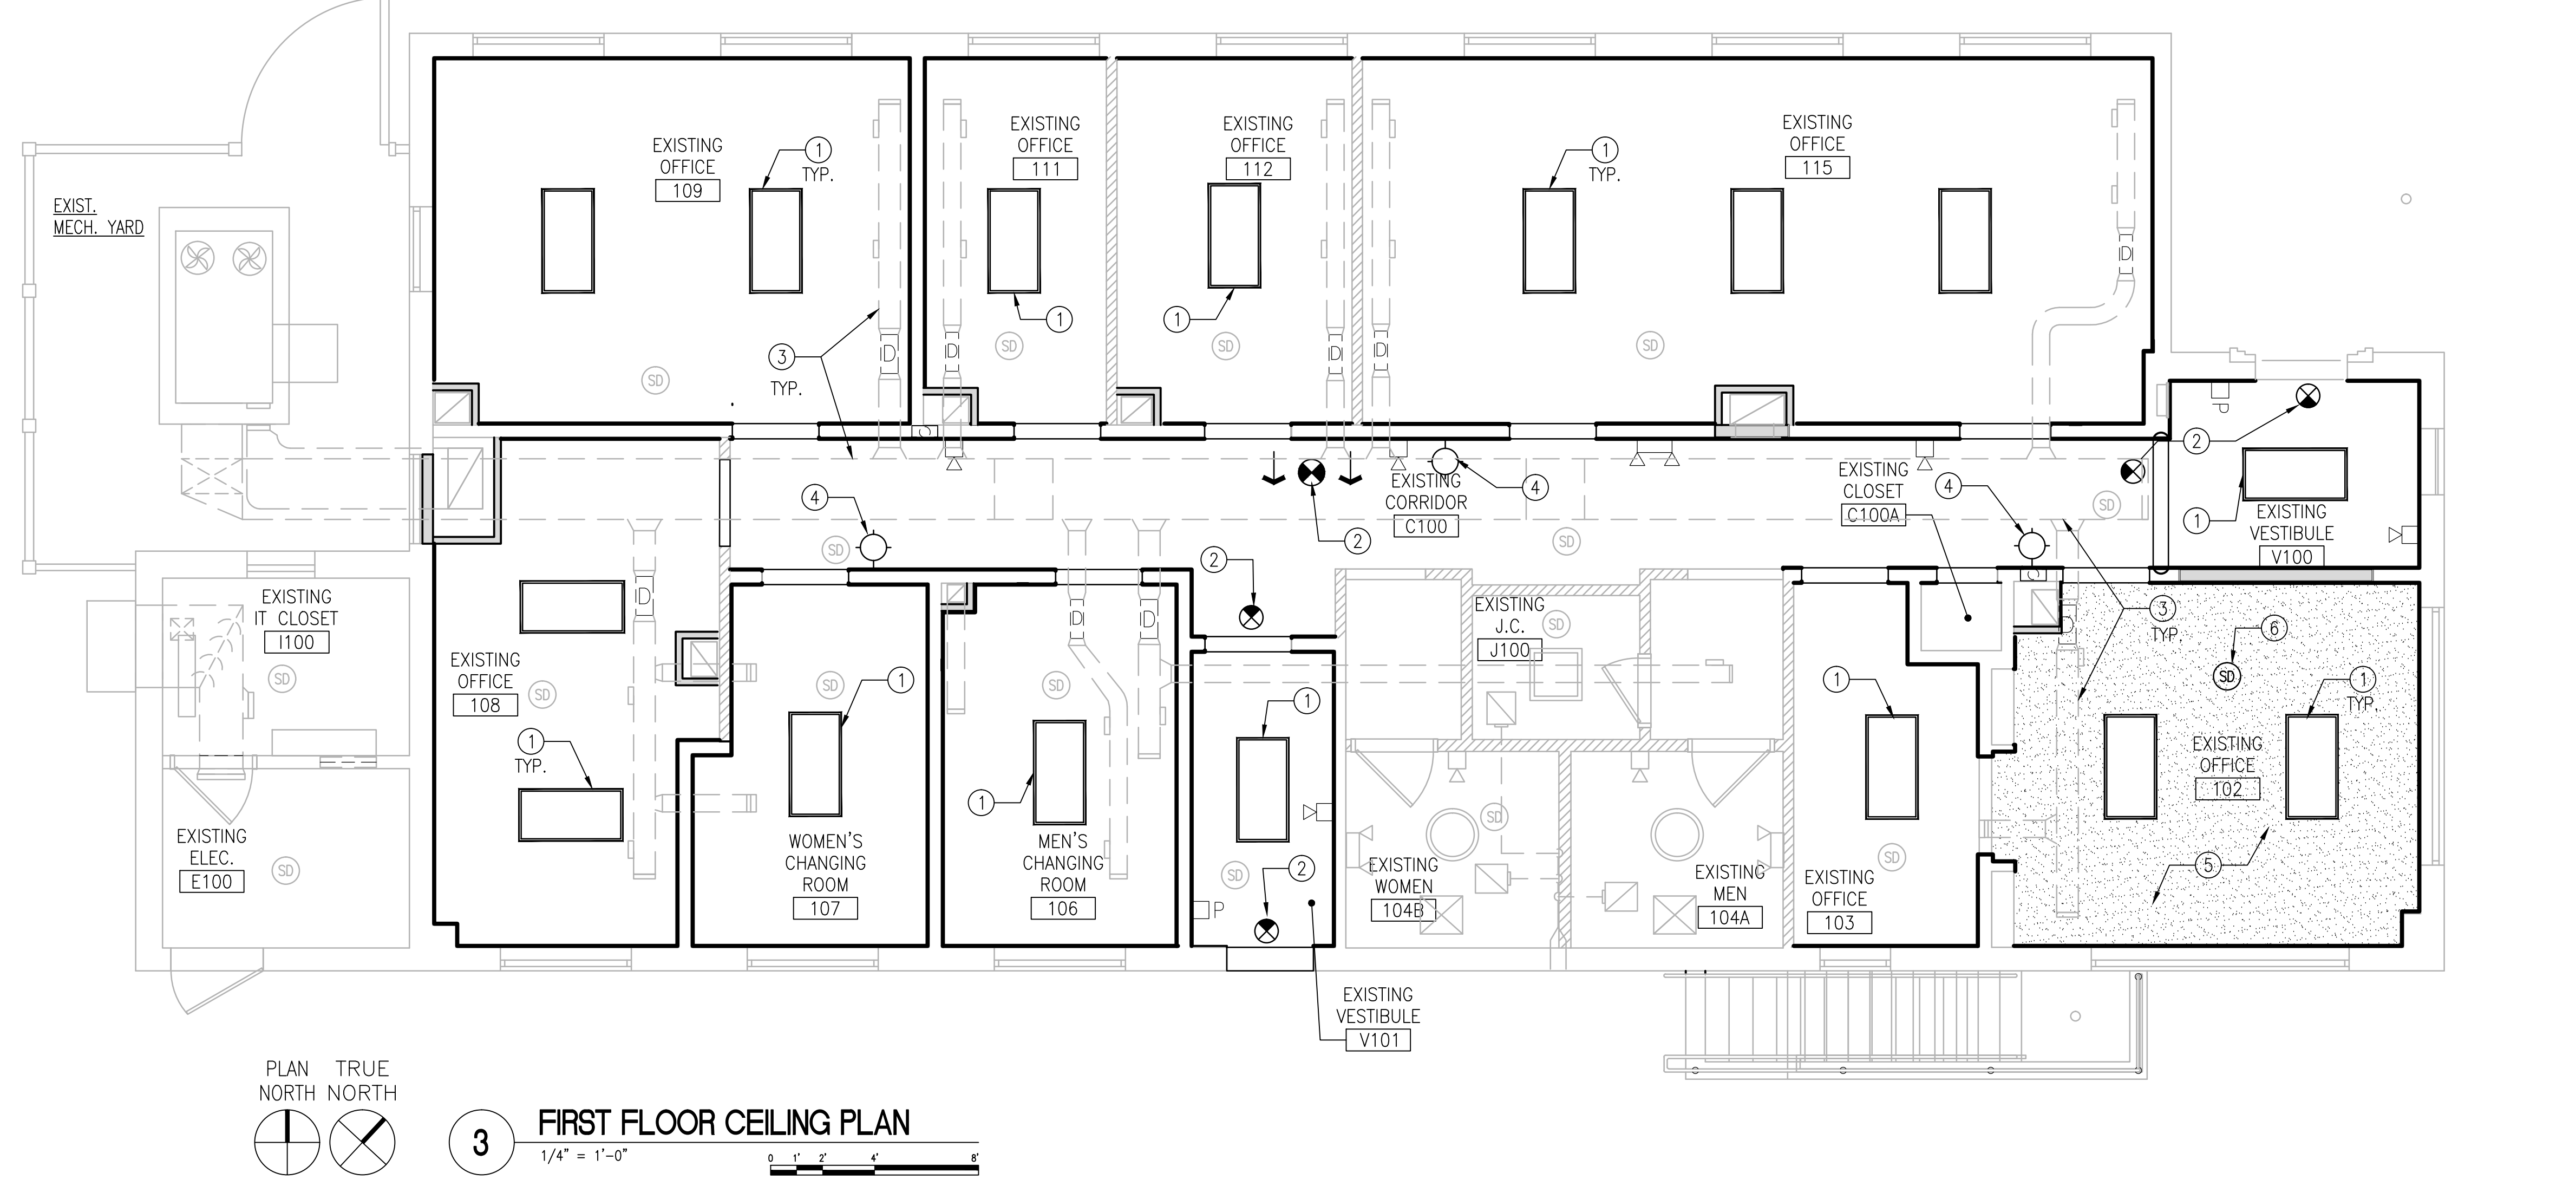 EXIST.
MECH. YARD
EXISTING
OFFICE
109
1
TYP.
3
TYP.
SD
D
EXISTING
OFFICE
111
1
SD
D
EXISTING
OFFICE
112
1
SD
D
D
EXISTING
OFFICE
115
1
TYP.
SD
D
P
2
1
EXISTING
VESTIBULE
V100
4
SD
2
2
EXISTING
CORRIDOR
C100
4
SD
EXISTING
CLOSET
C100A
4
SD
EXISTING
IT CLOSET
I100
SD
EXISTING
ELEC.
E100
SD
EXISTING
OFFICE
108
SD
D
1
TYP.
SD
1
WOMEN'S
CHANGING
ROOM
107
SD
D
D
1
MEN'S
CHANGING
ROOM
106
1
SD
2
P
EXISTING
VESTIBULE
V101
EXISTING
J.C.
J100
SD
SD
EXISTING
WOMEN
104B
EXISTING
MEN
104A
1
SD
EXISTING
OFFICE
103
D
3
TYP.
6
SD
1
TYP.
EXISTING
OFFICE
102
5
PLAN
NORTH
TRUE
NORTH
3
FIRST FLOOR CEILING PLAN
1/4" = 1'-0"
0 1' 2' 4' 8'